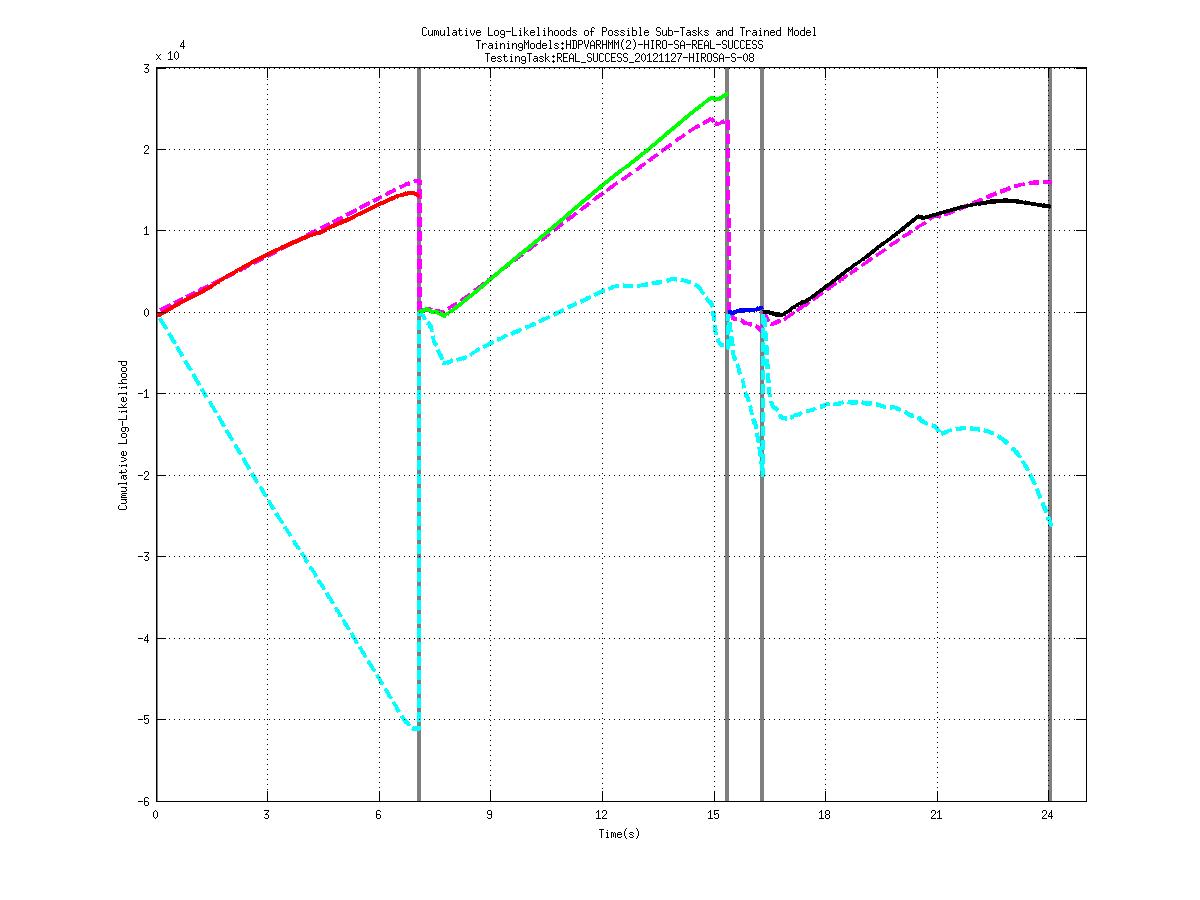 Cumulative Log-Likelihoods of Possible Sub-Tasks and Trained Model
TrainingModels:HDPVARHMM(2)-HIRO-SA-REAL-SUCCESS
TestingTask:REAL_SUCCESS_20121127-HIROSA-S-08
x 10^4
3
2
1
0
-1
-2
-3
-4
-5
-6
Cumulative Log-Likelihood
0 3 6 9 12 15 18 21 24
Time(s)